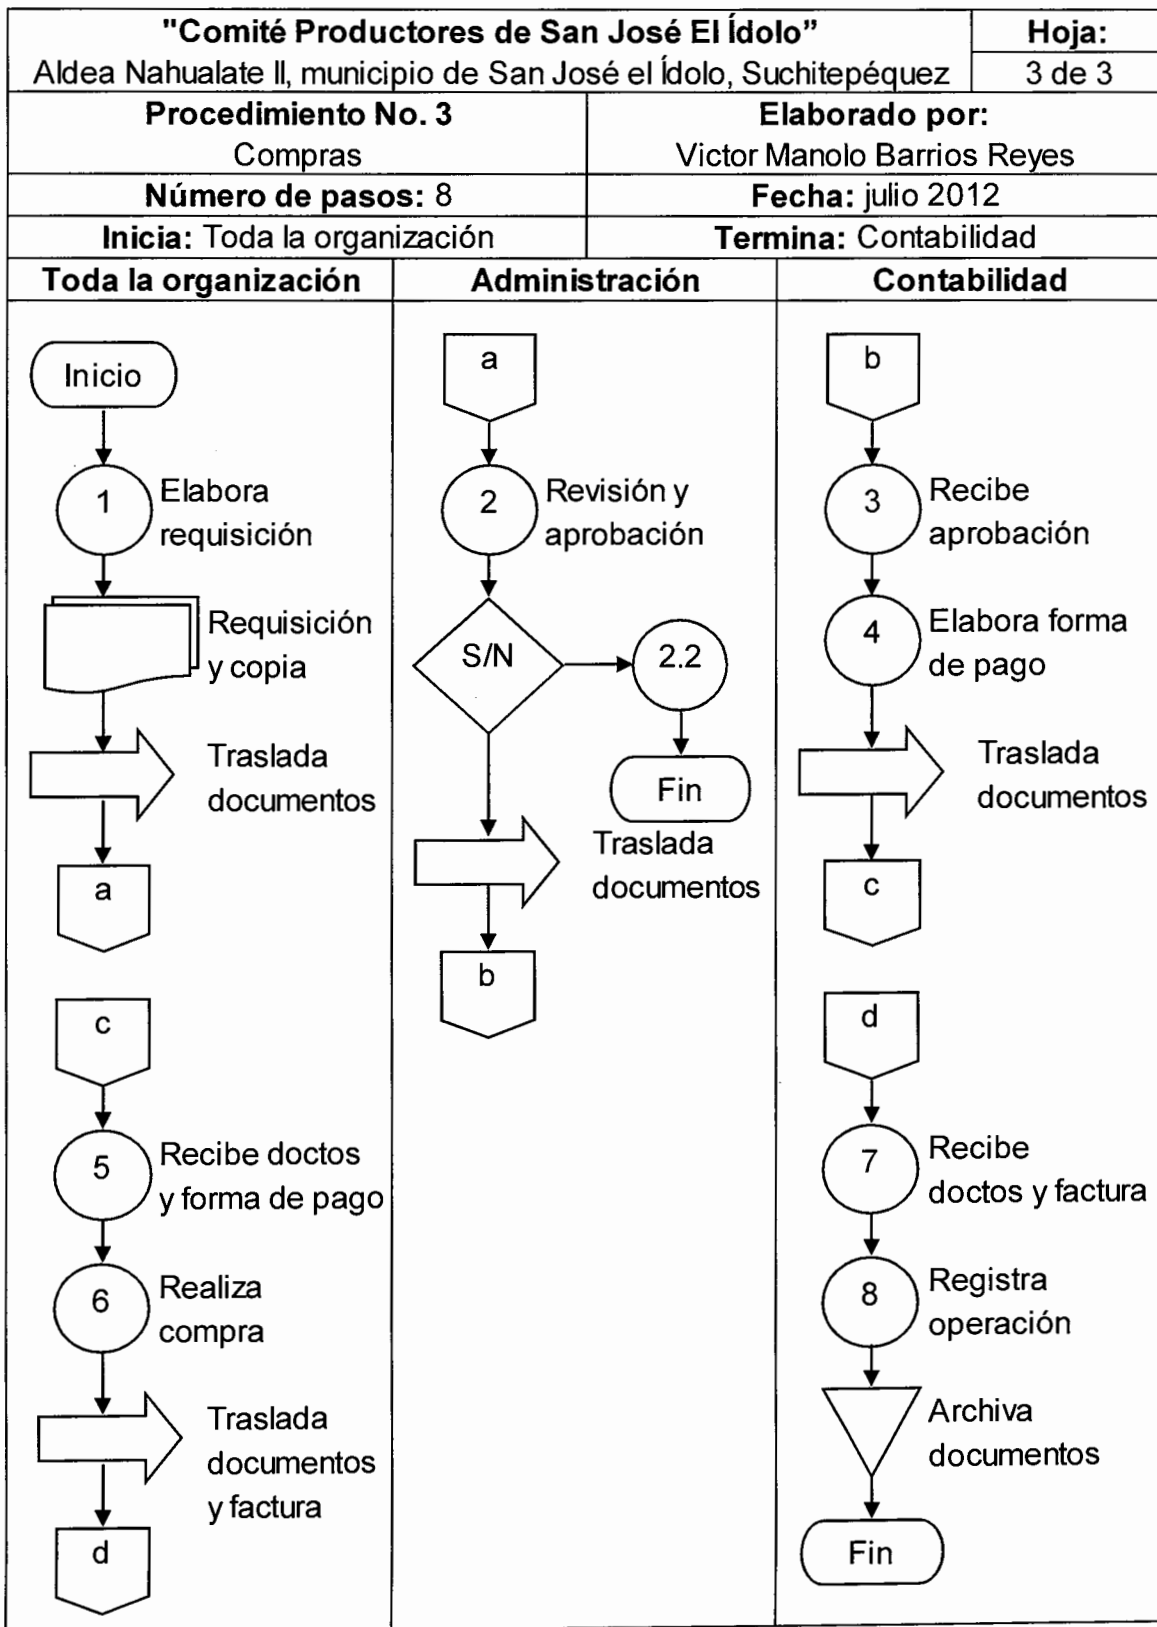 "Comité Productores de San José El Ídolo”
Aldea Nahualate II, municipio de San José el Ídolo, Suchitepéquez
Hoja:
3 de 3
Procedimiento No. 3
Compras
Elaborado por:
Victor Manolo Barrios Reyes
Número de pasos: 8
Fecha: julio 2012
Inicia: Toda la organización
Termina: Contabilidad
Toda la organización
Administración
Contabilidad
Inicio
1
Elabora
requisición
Requisición
y copia
Traslada
documentos
a
c
5
Recibe doctos
y forma de pago
6
Realiza
compra
Traslada
documentos
y factura
d
a
2
Revisión y
aprobación
S/N
2.2
Fin
Traslada
documentos
b
b
3
Recibe
aprobación
4
Elabora forma
de pago
Traslada
documentos
c
d
7
Recibe
doctos y factura
8
Registra
operación
Archiva
documentos
Fin